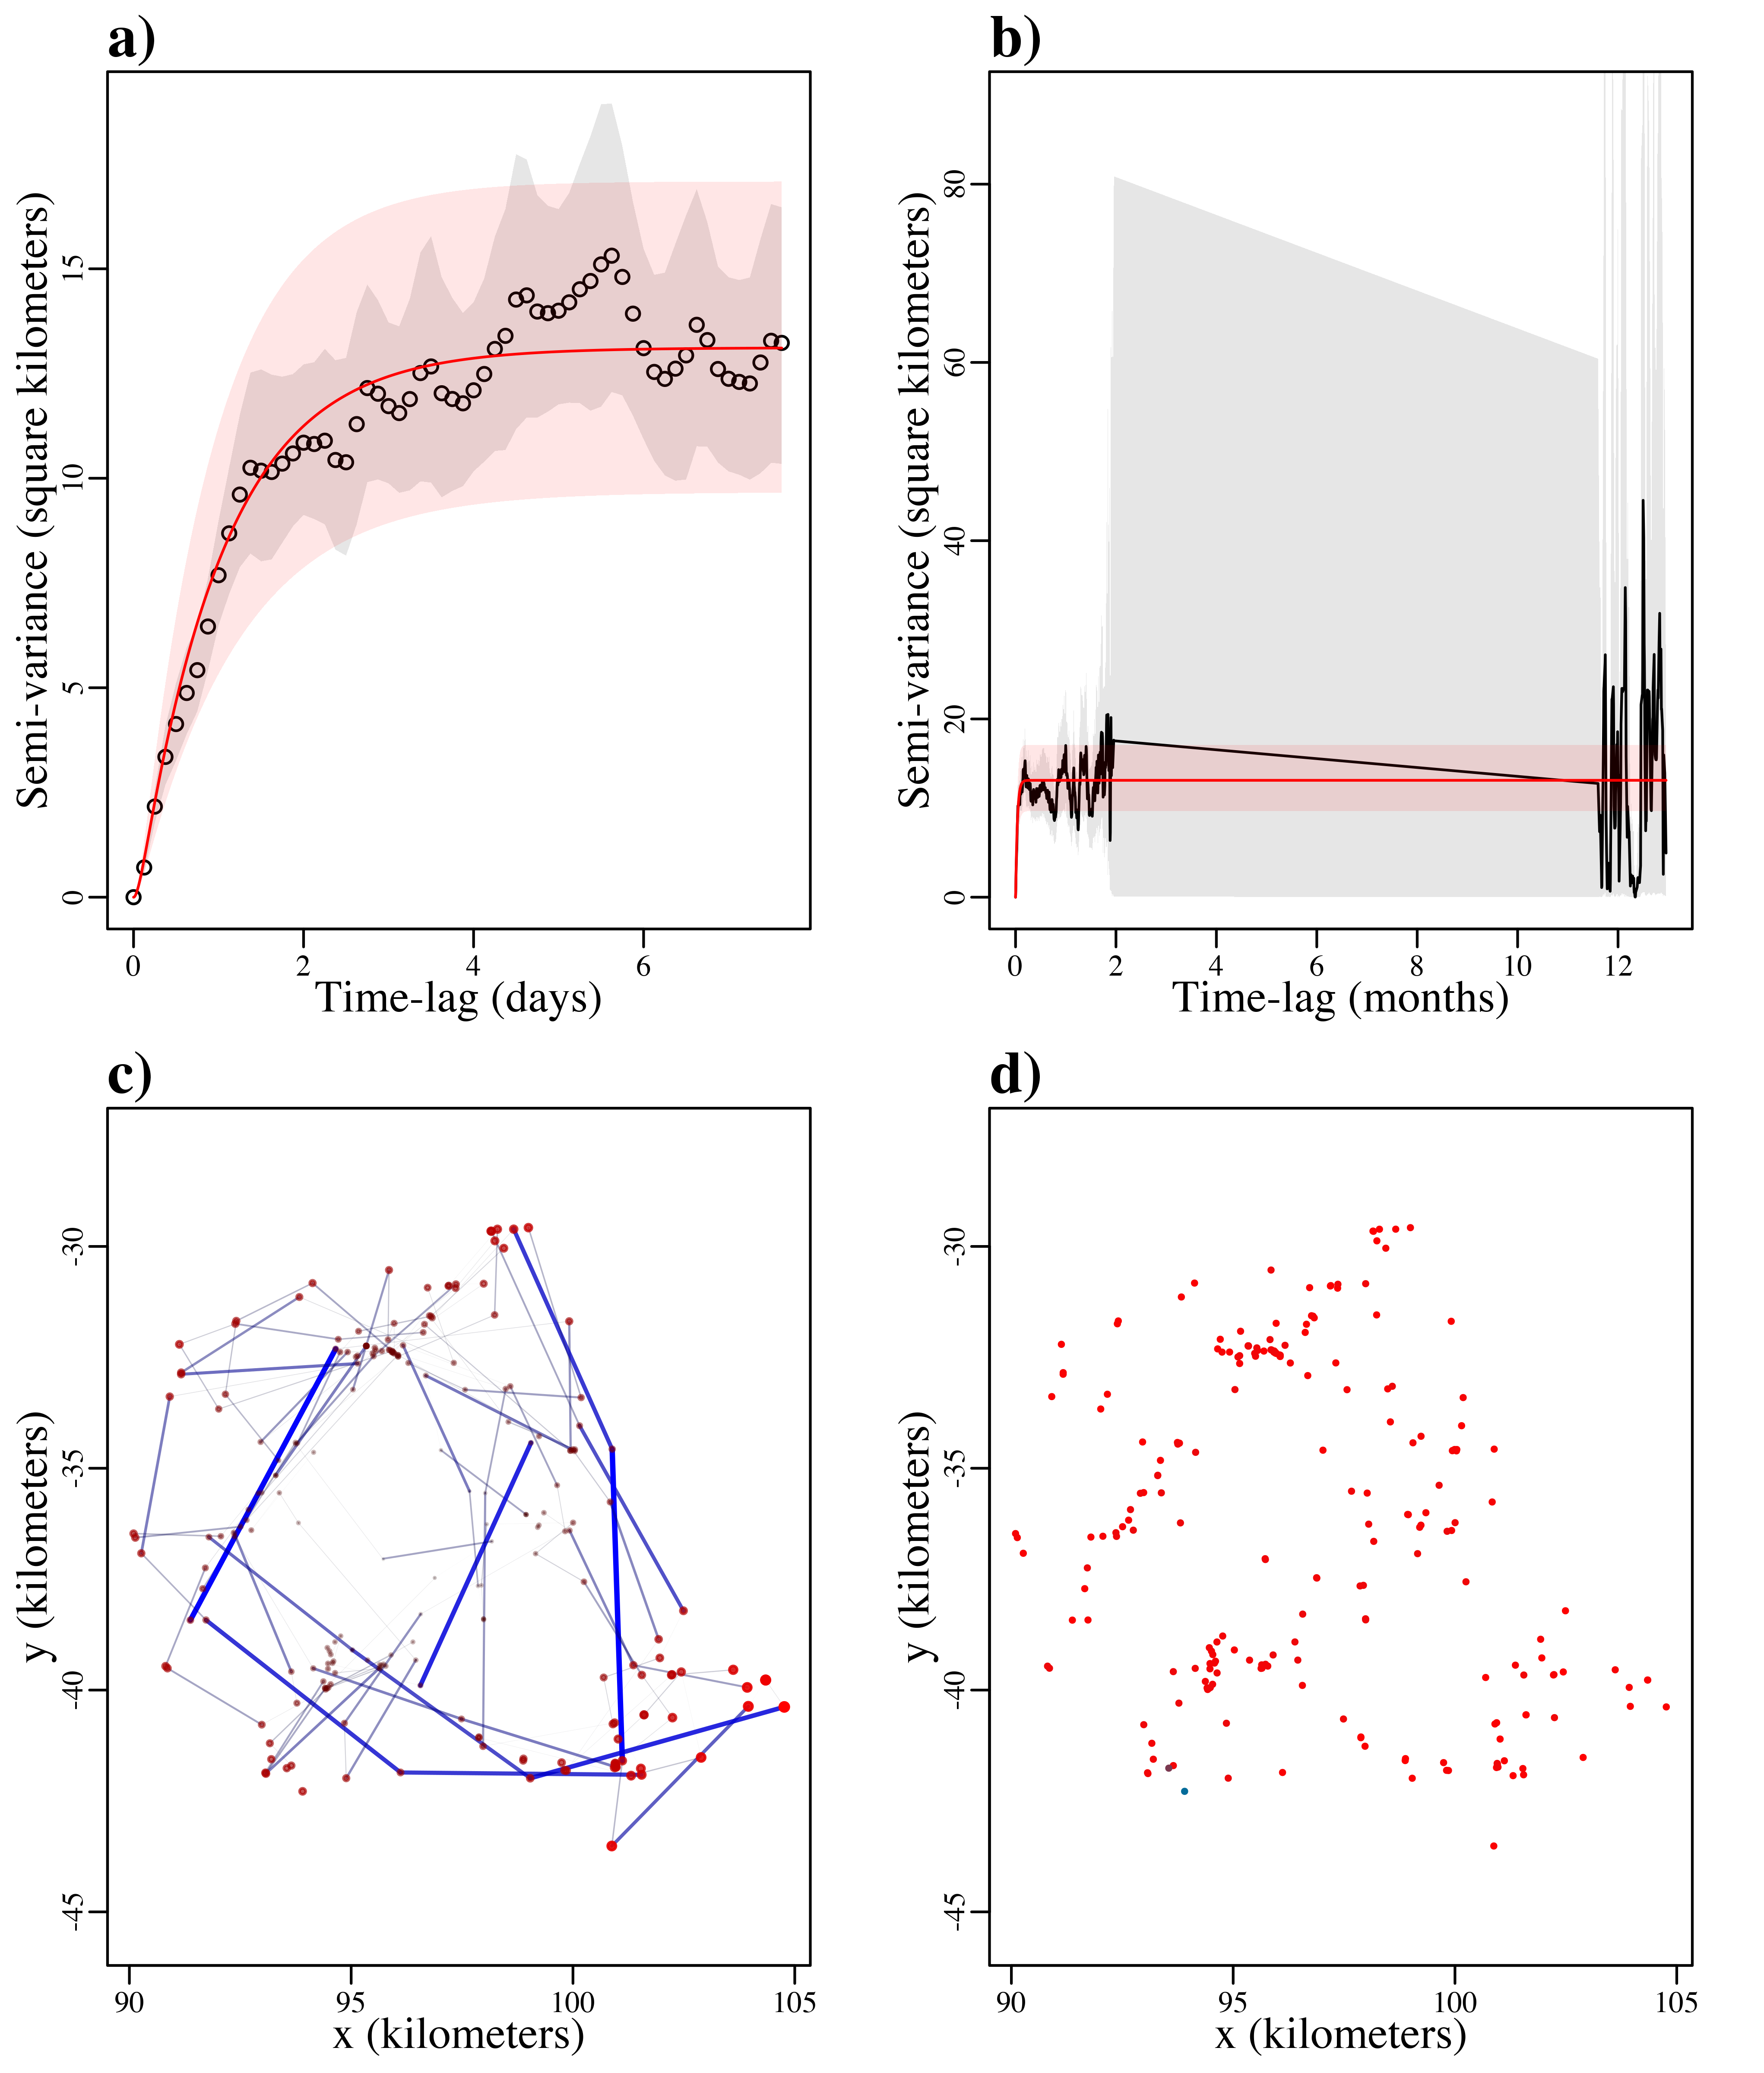 a)
Semi-variance (square kilometers)
15
10
5
0
0 2 4 6
Time-lag (days)
b)
Semi-variance (square kilometers)
80
60
40
20
0
0 2 4 6 8 10 12
Time-lag (months)
c)
y (kilometers)
-30
-35
-40
-45
90 95 100 105
x (kilometers)
d)
y (kilometers)
-30
-35
-40
-45
90 95 100 105
x (kilometers)